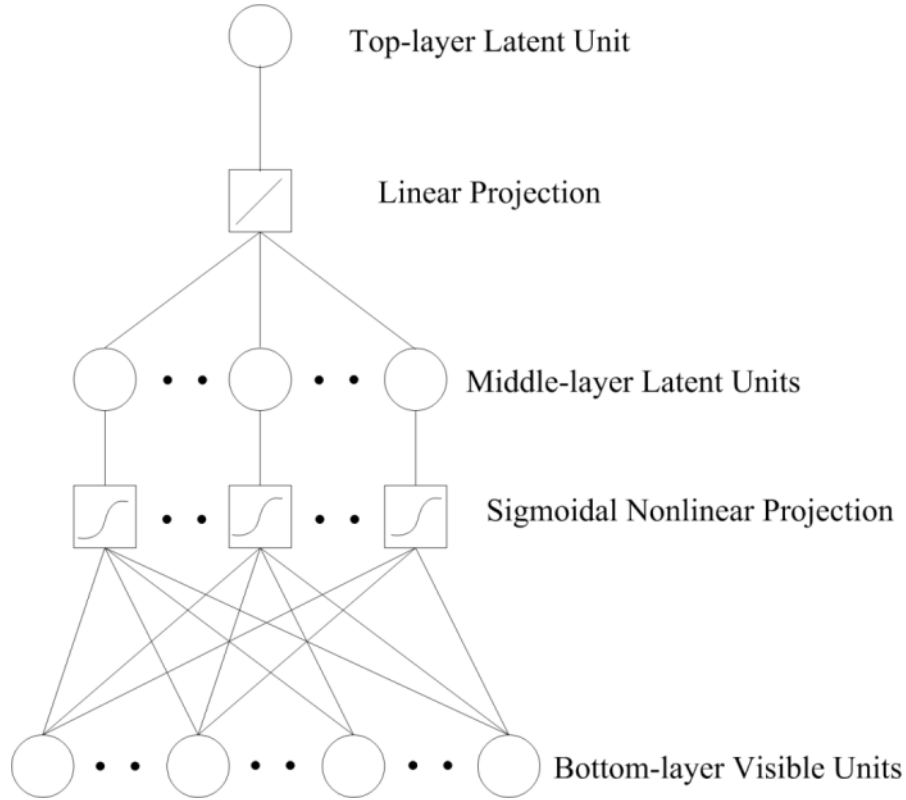 Top-layer Latent Unit
Linear Projection
Middle-layer Latent Units
Sigmoidal Nonlinear Projection
Bottom-layer Visible Units